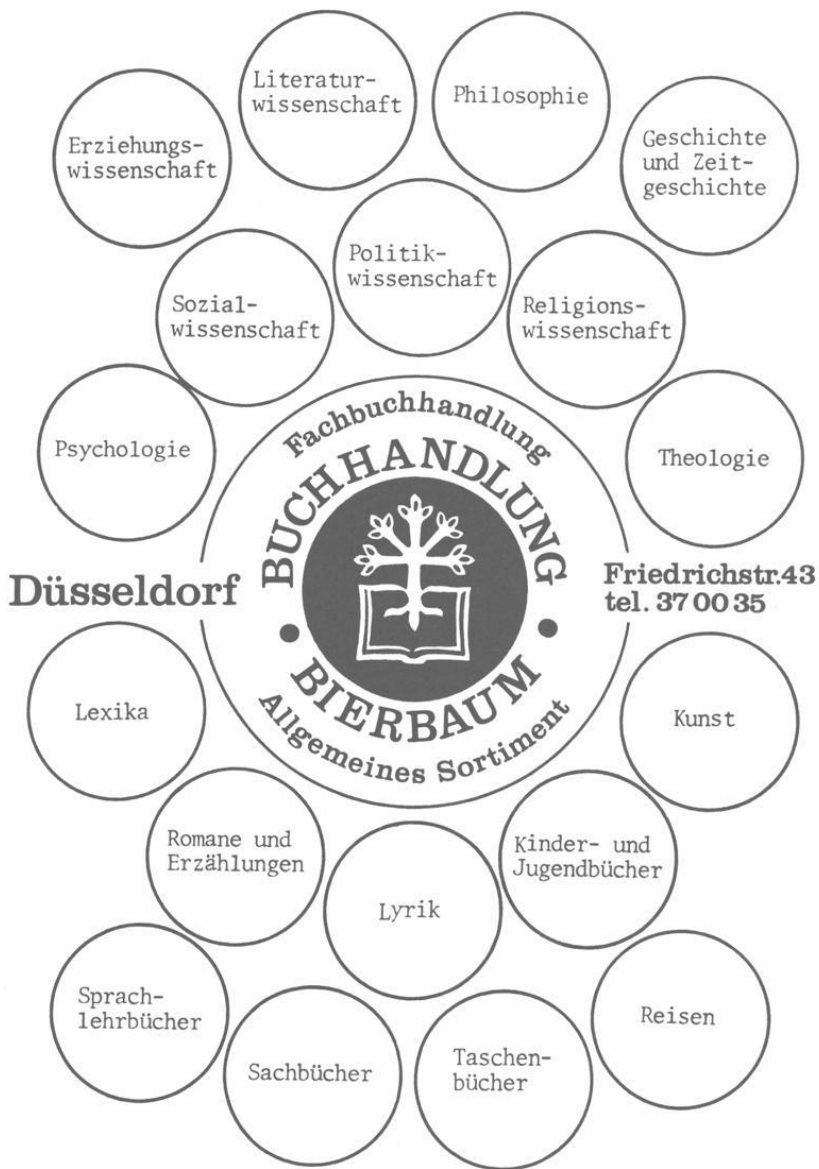 Literatur-
wissenschaft
Philosophie
Erziehungs-
wissenschaft
Geschichte
und Zeit-
geschichte
Politik-
wissenschaft
Sozial-
wissenschaft
Religions-
wissenschaft
Psychologie
Theologie
Fachbuchhandlung
BUCHHANDLUNG
Düsseldorf
Friedrichstr.43
tel. 37 00 35
• BIERBAUM •
Allgemeines Sortiment
Lexika
Kunst
Romane und
Erzählungen
Kinder- und
Jugendbücher
Lyrik
Sprach-
lehrbücher
Reisen
Sachbücher
Taschen-
bücher